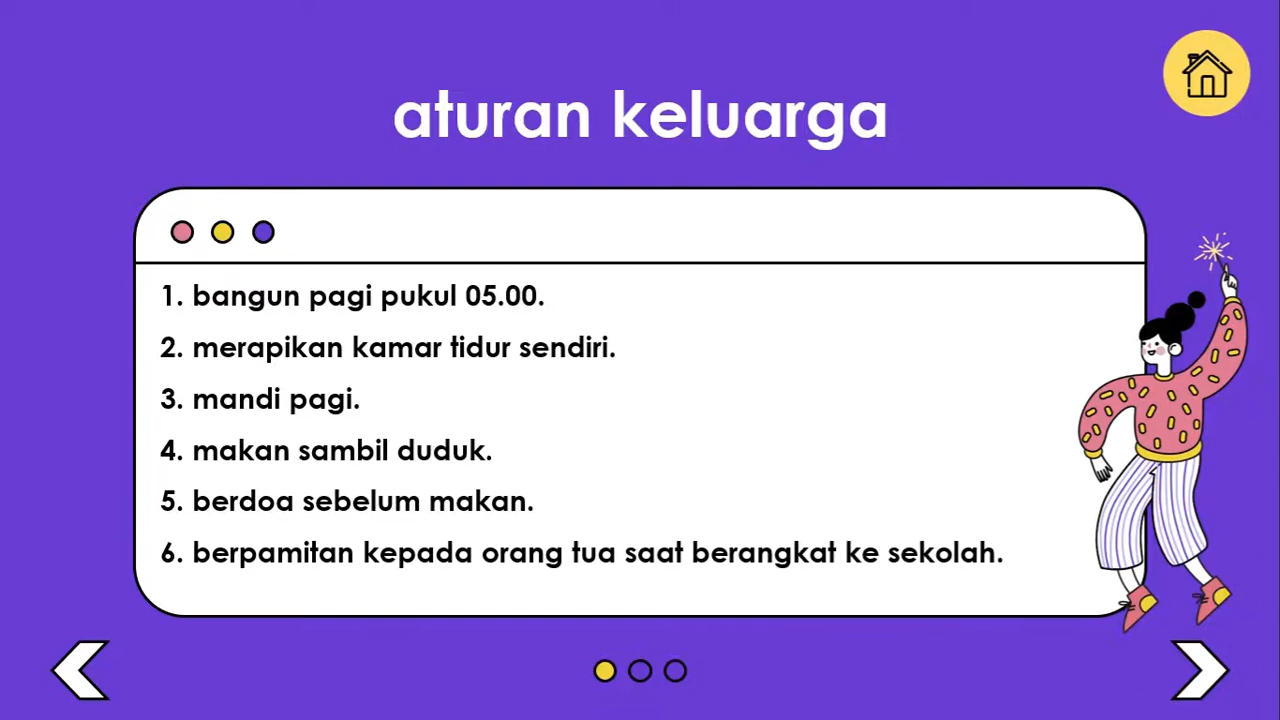 aturan keluarga
1. bangun pagi pukul 05.00.
2. merapikan kamar tidur sendiri.
3. mandi pagi.
4. makan sambil duduk.
5. berdoa sebelum makan.
6. berpamitan kepada orang tua saat berangkat ke sekolah.